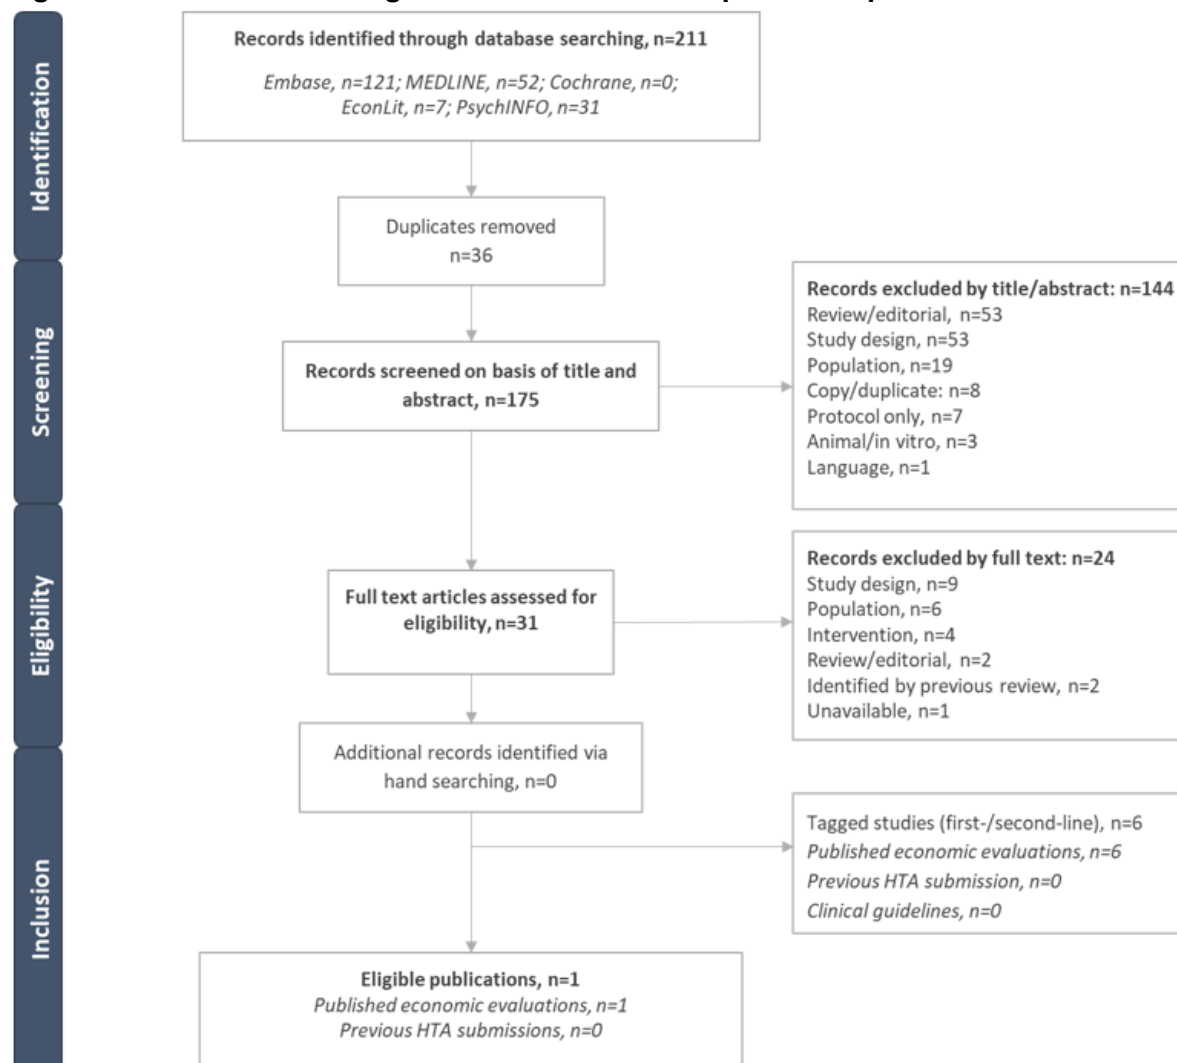 Identification
Records identified through database searching, n=211
Embase, n=121; MEDLINE, n=52; Cochrane, n=0;
EconLit, n=7; PsychINFO, n=31
Duplicates removed
n=36
Screening
Records screened on basis of title and
abstract, n=175
Records excluded by title/abstract: n=144
Review/editorial, n=53
Study design, n=53
Population, n=19
Copy/duplicate: n=8
Protocol only, n=7
Animal/in vitro, n=3
Language, n=1
Eligibility
Full text articles assessed for
eligibility, n=31
Records excluded by full text: n=24
Study design, n=9
Population, n=6
Intervention, n=4
Review/editorial, n=2
Identified by previous review, n=2
Unavailable, n=1
Additional records identified via
hand searching, n=0
Inclusion
Tagged studies (first-/second-line), n=6
Published economic evaluations, n=6
Previous HTA submission, n=0
Clinical guidelines, n=0
Eligible publications, n=1
Published economic evaluations, n=1
Previous HTA submissions, n=0